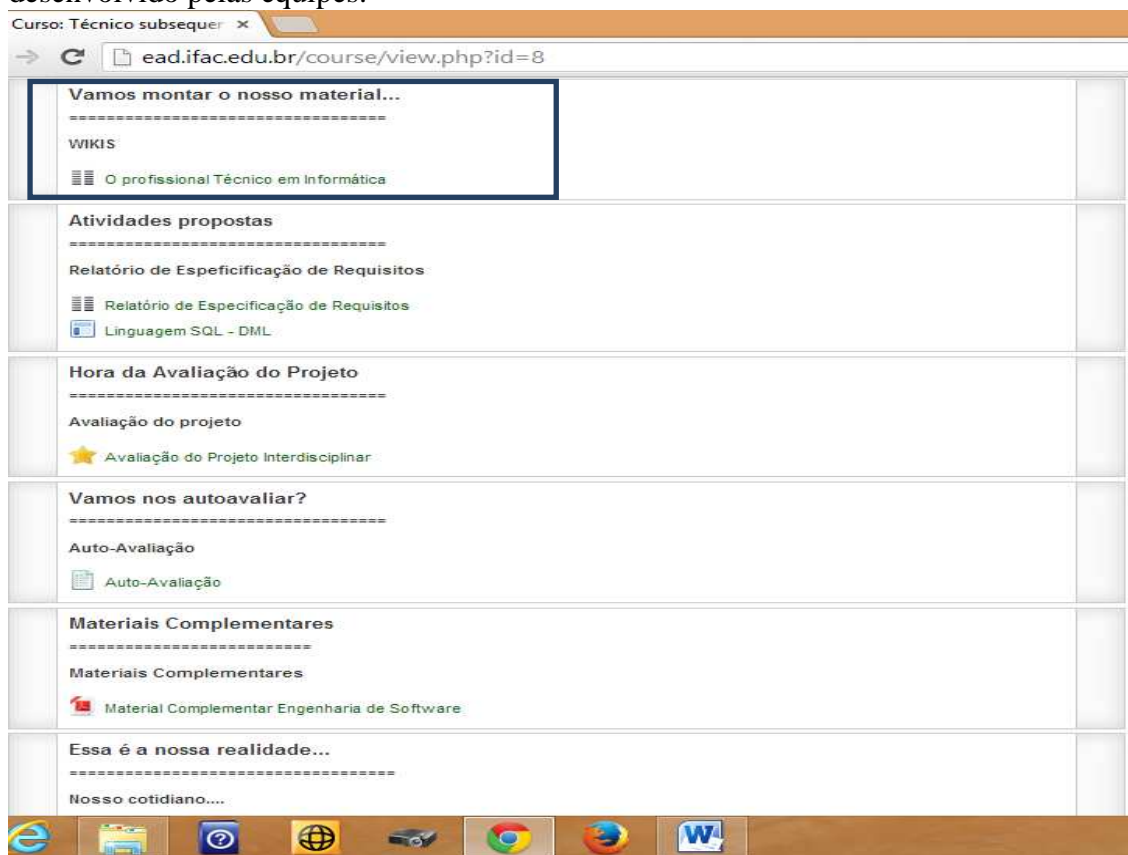 desenvolvido pelas equipes.
Curso: Técnico subsequer ×
ead.ifac.edu.br/course/view.php?id=8
Vamos montar o nosso material...
==================================
WIKIS
O profissional Técnico em Informática
Atividades propostas
==================================
Relatório de Espeficificação de Requisitos
Relatório de Especificação de Requisitos
Linguagem SQL - DML
Hora da Avaliação do Projeto
==================================
Avaliação do projeto
Avaliação do Projeto Interdisciplinar
Vamos nos autoavaliar?
==================================
Auto-Avaliação
Auto-Avaliação
Materiais Complementares
==========================
Materiais Complementares
Material Complementar Engenharia de Software
Essa é a nossa realidade...
===================================
Nosso cotidiano....